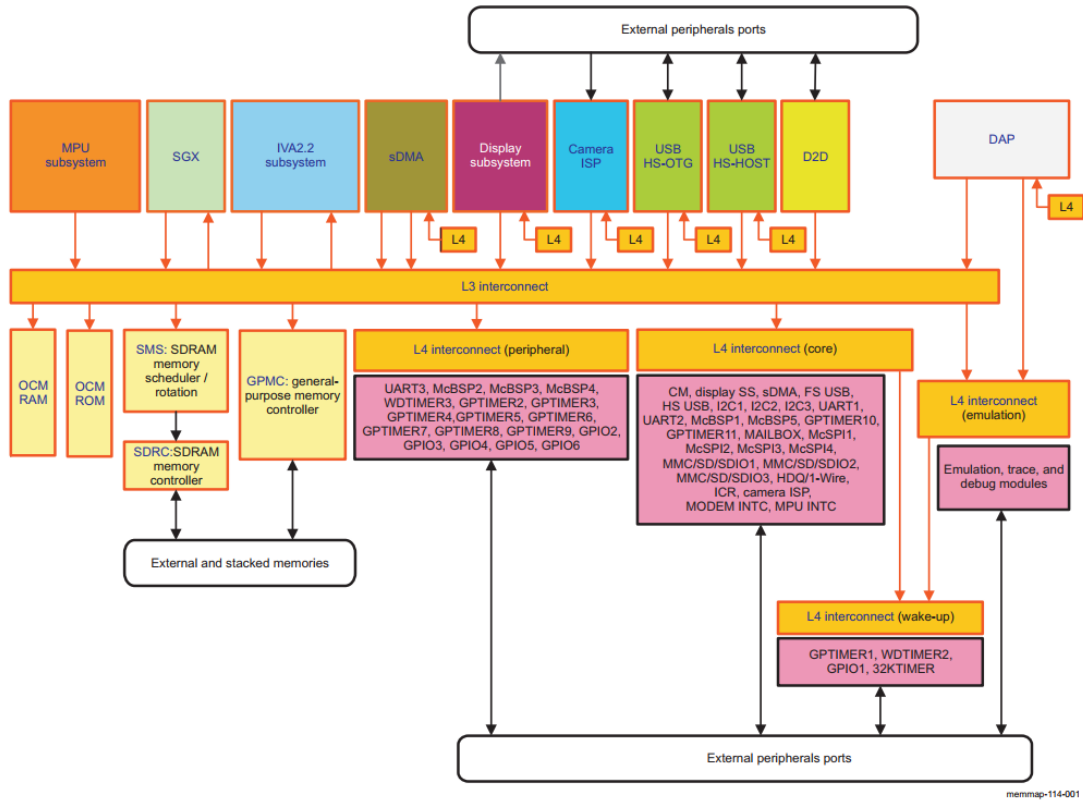 External peripherals ports
MPU
subsystem
SGX
IVA2.2
subsystem
sDMA
Display
subsystem
Camera
ISP
USB
HS-OTG
USB
HS-HOST
D2D
DAP
L4
L4
L4
L4
L4
L4
L3 interconnect
OCM
RAM
OCM
ROM
SMS: SDRAM
memory
scheduler /
rotation
SDRC:SDRAM
memory
controller
GPMC: general-
purpose memory
controller
External and stacked memories
L4 interconnect (peripheral)
UART3, McBSP2, McBSP3, McBSP4,
WDTIMER3, GPTIMER2, GPTIMER3,
GPTIMER4,GPTIMER5, GPTIMER6,
GPTIMER7, GPTIMER8, GPTIMER9, GPIO2,
GPIO3, GPIO4, GPIO5, GPIO6
L4 interconnect (core)
CM, display SS, sDMA, FS USB,
HS USB, I2C1, I2C2, I2C3, UART1,
UART2, McBSP1, McBSP5, GPTIMER10,
GPTIMER11, MAILBOX, McSPI1,
McSPI2, McSPI3, McSPI4,
MMC/SD/SDIO1, MMC/SD/SDIO2,
MMC/SD/SDIO3, HDQ/1-Wire,
ICR, camera ISP,
MODEM INTC, MPU INTC
L4 interconnect
(emulation)
Emulation, trace, and
debug modules
L4 interconnect (wake-up)
GPTIMER1, WDTIMER2,
GPIO1, 32KTIMER
External peripherals ports
memmap-114-001